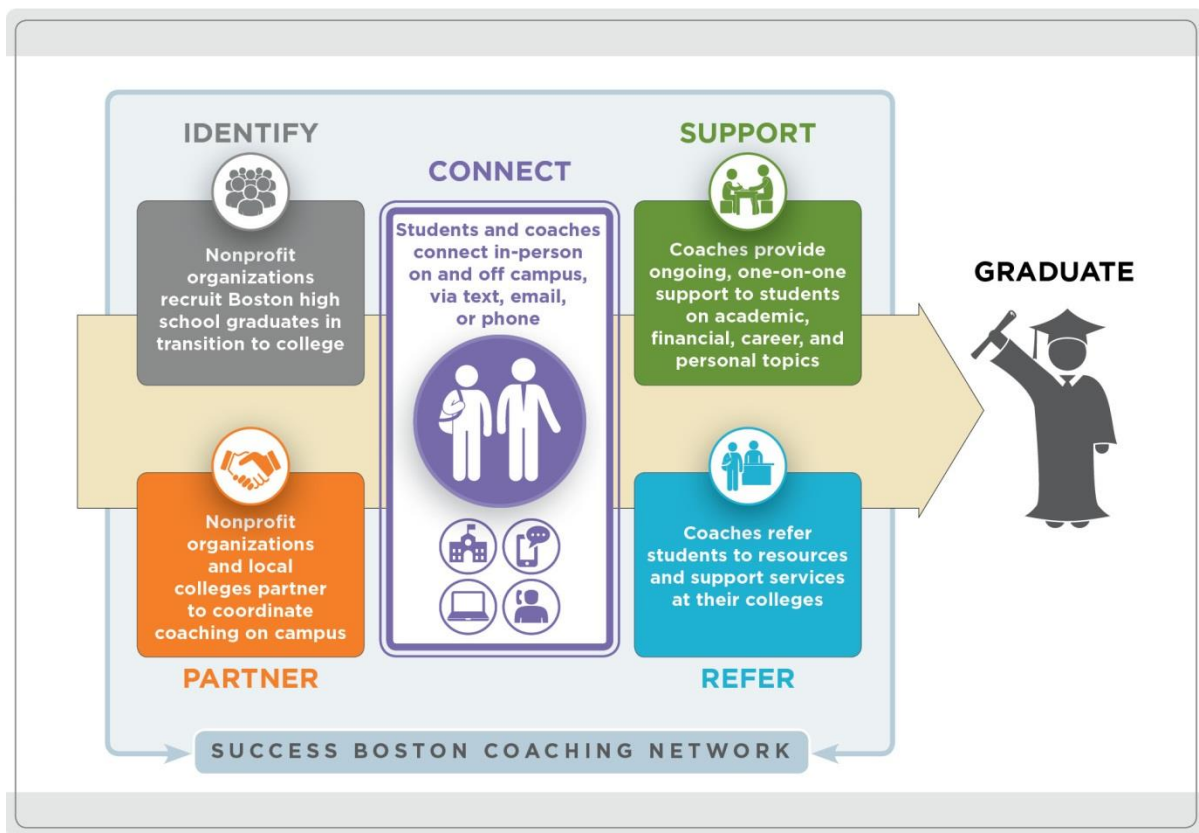 IDENTIFY
Nonprofit
organizations
recruit Boston high
school graduates in
transition to college
Nonprofit
organizations
and local
colleges partner
to coordinate
coaching on campus
PARTNER
CONNECT
Students and coaches
connect in-person
on and off campus,
via text, email,
or phone
SUPPORT
Coaches provide
ongoing, one-on-one
support to students
on academic,
financial, career, and
personal topics
Coaches refer
students to resources
and support services
at their colleges
REFER
GRADUATE
SUCCESS BOSTON COACHING NETWORK